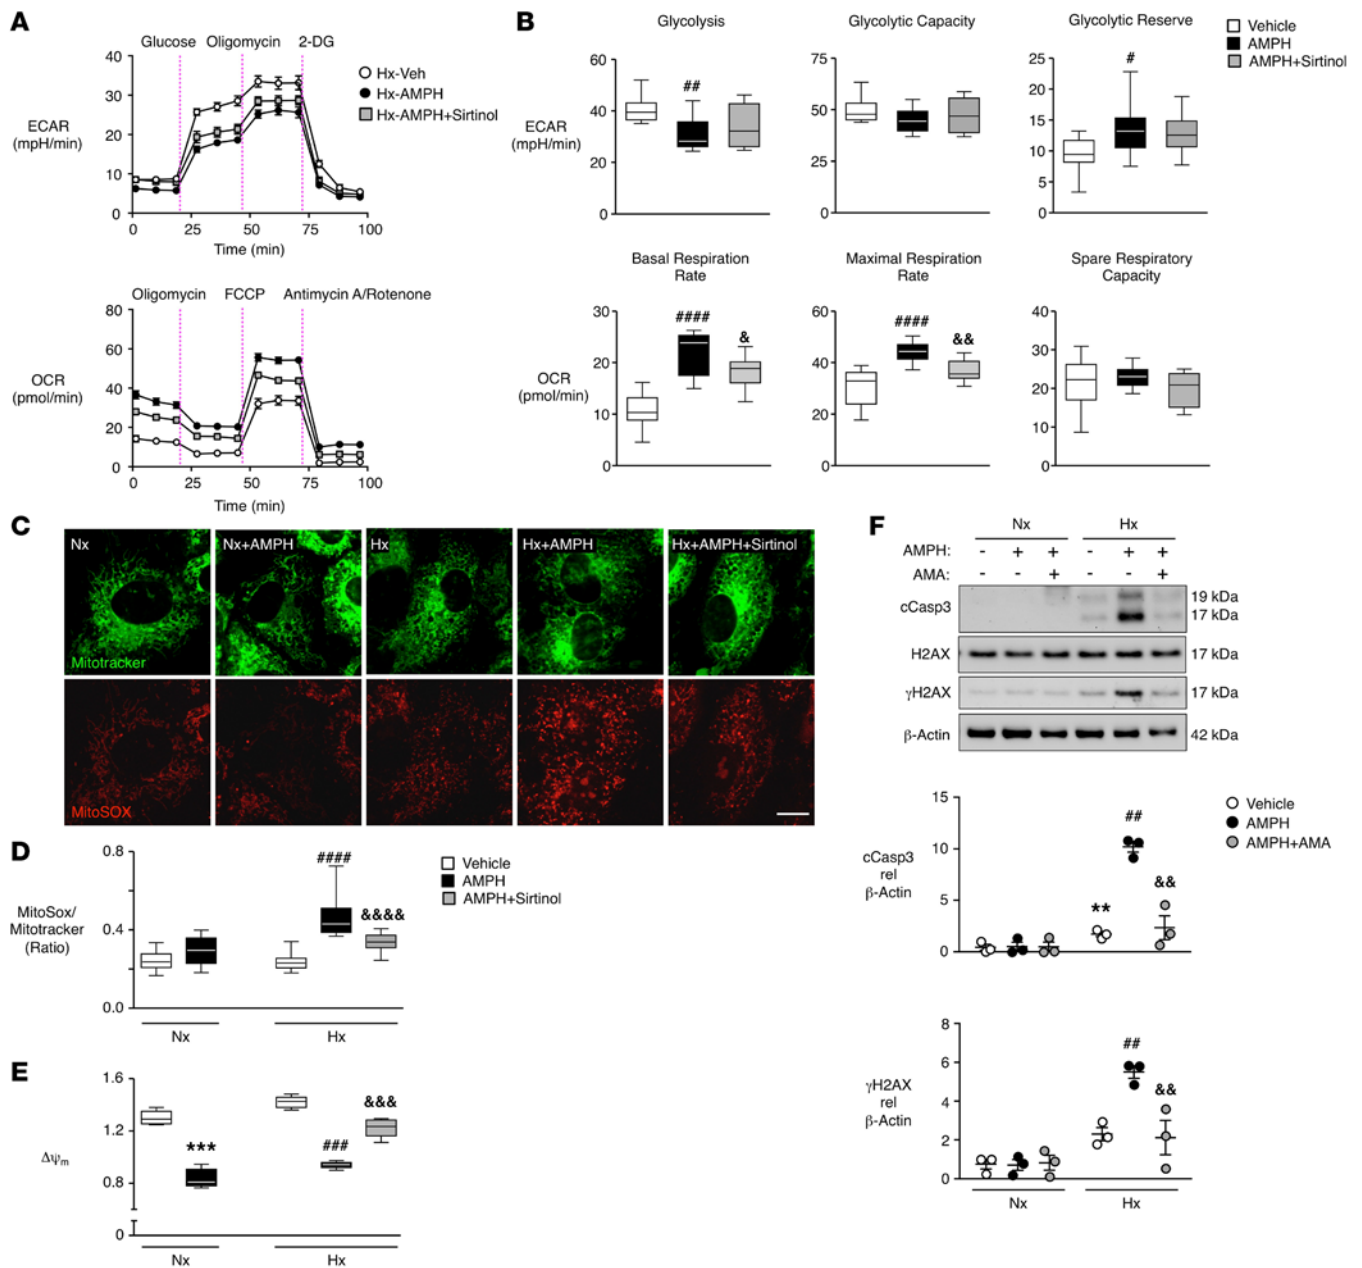 A
Glucose Oligomycin 2-DG
40
30
20
10
0
ECAR
(mpH/min)
0 25 50 75 100
Time (min)
Hx-Veh
Hx-AMPH
Hx-AMPH+Sirtinol
Oligomycin FCCP Antimycin A/Rotenone
80
60
40
20
0
OCR
(pmol/min)
0 25 50 75 100
Time (min)
B
Glycolysis
60
40
20
0
ECAR
(mpH/min)
##
Glycolytic Capacity
75
50
25
0
Glycolytic Reserve
25
20
15
10
5
0
#
Vehicle
AMPH
AMPH+Sirtinol
Basal Respiration
Rate
30
20
10
0
OCR
(pmol/min)
####
&
Maximal Respiration
Rate
60
40
20
0
####
&&
Spare Respiratory
Capacity
40
30
20
10
0
C
Nx
Nx+AMPH
Hx
Hx+AMPH
Hx+AMPH+Sirtinol
Mitotracker
MitoSOX
D
0.8
0.4
0.0
MitoSox/
Mitotracker
(Ratio)
####
&&&&
Nx Hx
Vehicle
AMPH
AMPH+Sirtinol
E
1.6
1.2
0.8
0
Δψm
***
###
&&&
Nx Hx
F
Nx Hx
AMPH: - + + - + +
AMA: - - + - - +
cCasp3
19 kDa
17 kDa
H2AX 17 kDa
γH2AX 17 kDa
β-Actin 42 kDa
15
10
5
0
cCasp3
rel
β-Actin
**
##
&&
Vehicle
AMPH
AMPH+AMA
8
6
4
2
0
γH2AX
rel
β-Actin
##
&&
Nx Hx